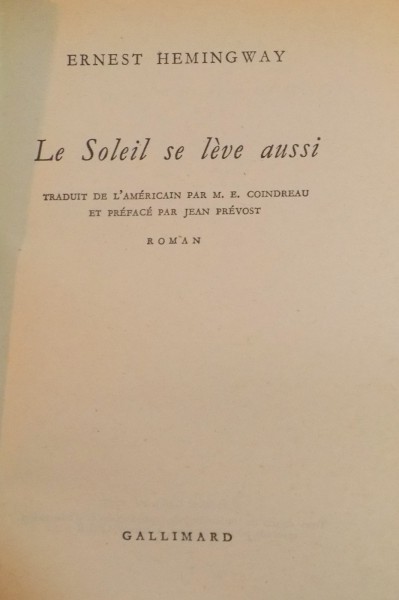 ERNEST HEMINGWAY
Le Soleil se lève aussi
TRADUIT DE L'AMÉRICAIN PAR M. E. COINDREAU
ET PRÉFACÉ PAR JEAN PRÉVOST
ROMAN
GALLIMARD